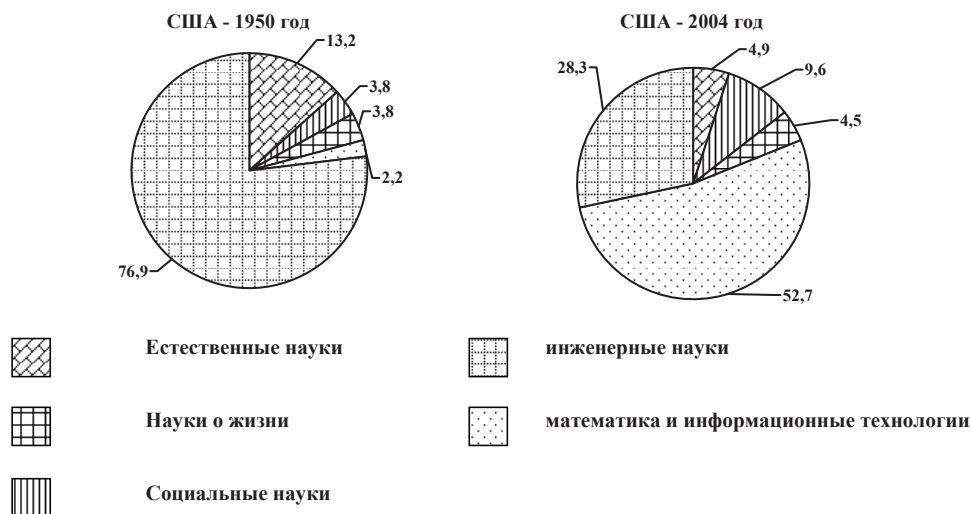 США - 1950 год
13,2
3,8
3,8
2,2
76,9
США - 2004 год
4,9
9,6
4,5
52,7
28,3
Естественные науки
инженерные науки
Науки о жизни
математика и информационные технологии
Социальные науки